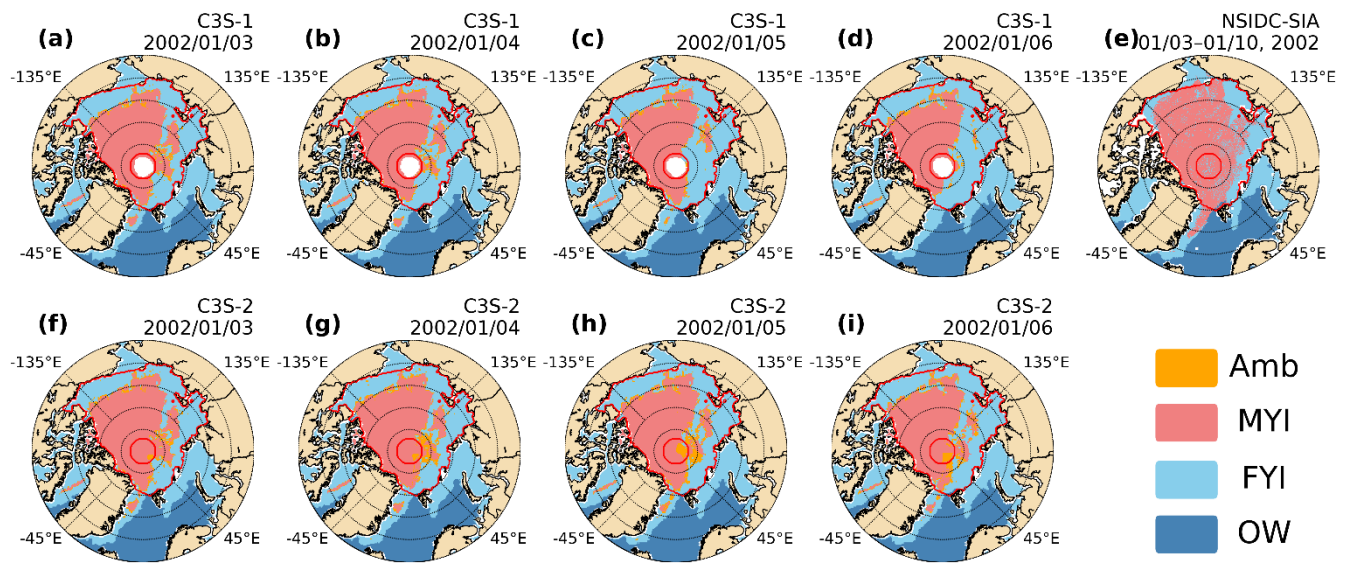 (a) C3S-1
2002/01/03
-135°E 135°E
-45°E 45°E
(b) C3S-1
2002/01/04
-135°E 135°E
-45°E 45°E
(c) C3S-1
2002/01/05
-135°E 135°E
-45°E 45°E
(d) C3S-1
2002/01/06
-135°E 135°E
-45°E 45°E
(e) NSIDC-SIA
01/03–01/10, 2002
-135°E 135°E
-45°E 45°E
(f) C3S-2
2002/01/03
-135°E 135°E
-45°E 45°E
(g) C3S-2
2002/01/04
-135°E 135°E
-45°E 45°E
(h) C3S-2
2002/01/05
-135°E 135°E
-45°E 45°E
(i) C3S-2
2002/01/06
-135°E 135°E
-45°E 45°E
Amb
MYI
FYI
OW